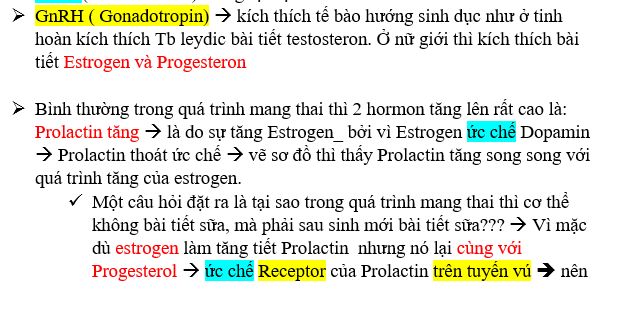 ➢ GnRH ( Gonadotropin) → kích thích tế bào hướng sinh dục như ở tinh
hoàn kích thích Tb leydic bài tiết testosteron. Ở nữ giới thì kích thích bài
tiết Estrogen và Progesteron
➢ Bình thường trong quá trình mang thai thì 2 hormon tăng lên rất cao là:
Prolactin tăng → là do sự tăng Estrogen_ bởi vì Estrogen ức chế Dopamin
→ Prolactin thoát ức chế → vẽ sơ đồ thì thấy Prolactin tăng song song với
quá trình tăng của estrogen.
✓ Một câu hỏi đặt ra là tại sao trong quá trình mang thai thì cơ thể
không bài tiết sữa, mà phải sau sinh mới bài tiết sữa??? → Vì mặc
dù estrogen làm tăng tiết Prolactin nhưng nó lại cùng với
Progesterol → ức chế Receptor của Prolactin trên tuyến vú ➔ nên